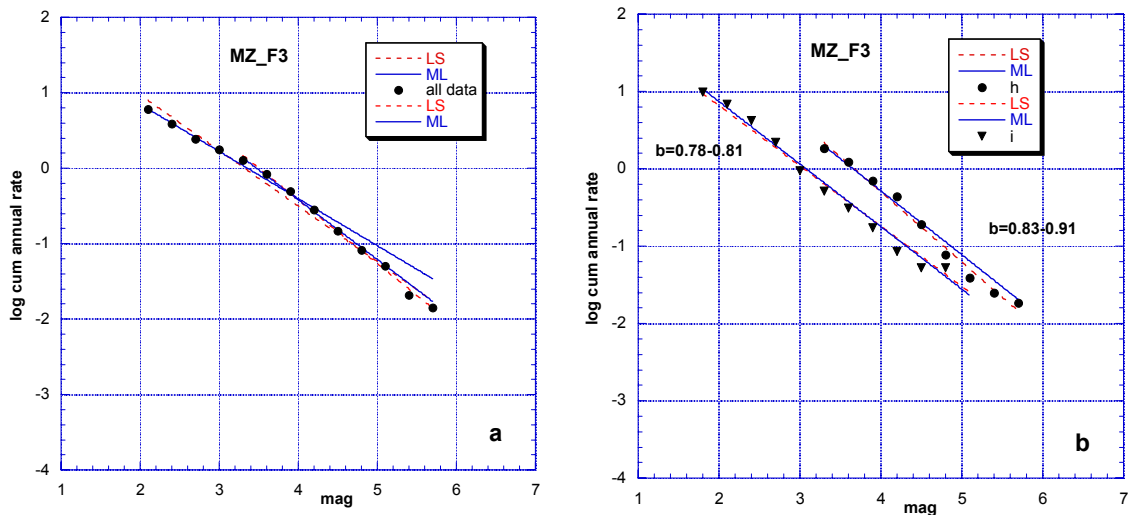 MZ_F3
LS
ML
all data
LS
ML
log cum annual rate
2
1
0
-1
-2
-3
-4
1
2
3
4
5
6
7
mag
a
MZ_F3
LS
ML
h
LS
ML
i
b=0.78-0.81
b=0.83-0.91
log cum annual rate
2
1
0
-1
-2
-3
-4
1
2
3
4
5
6
7
mag
b